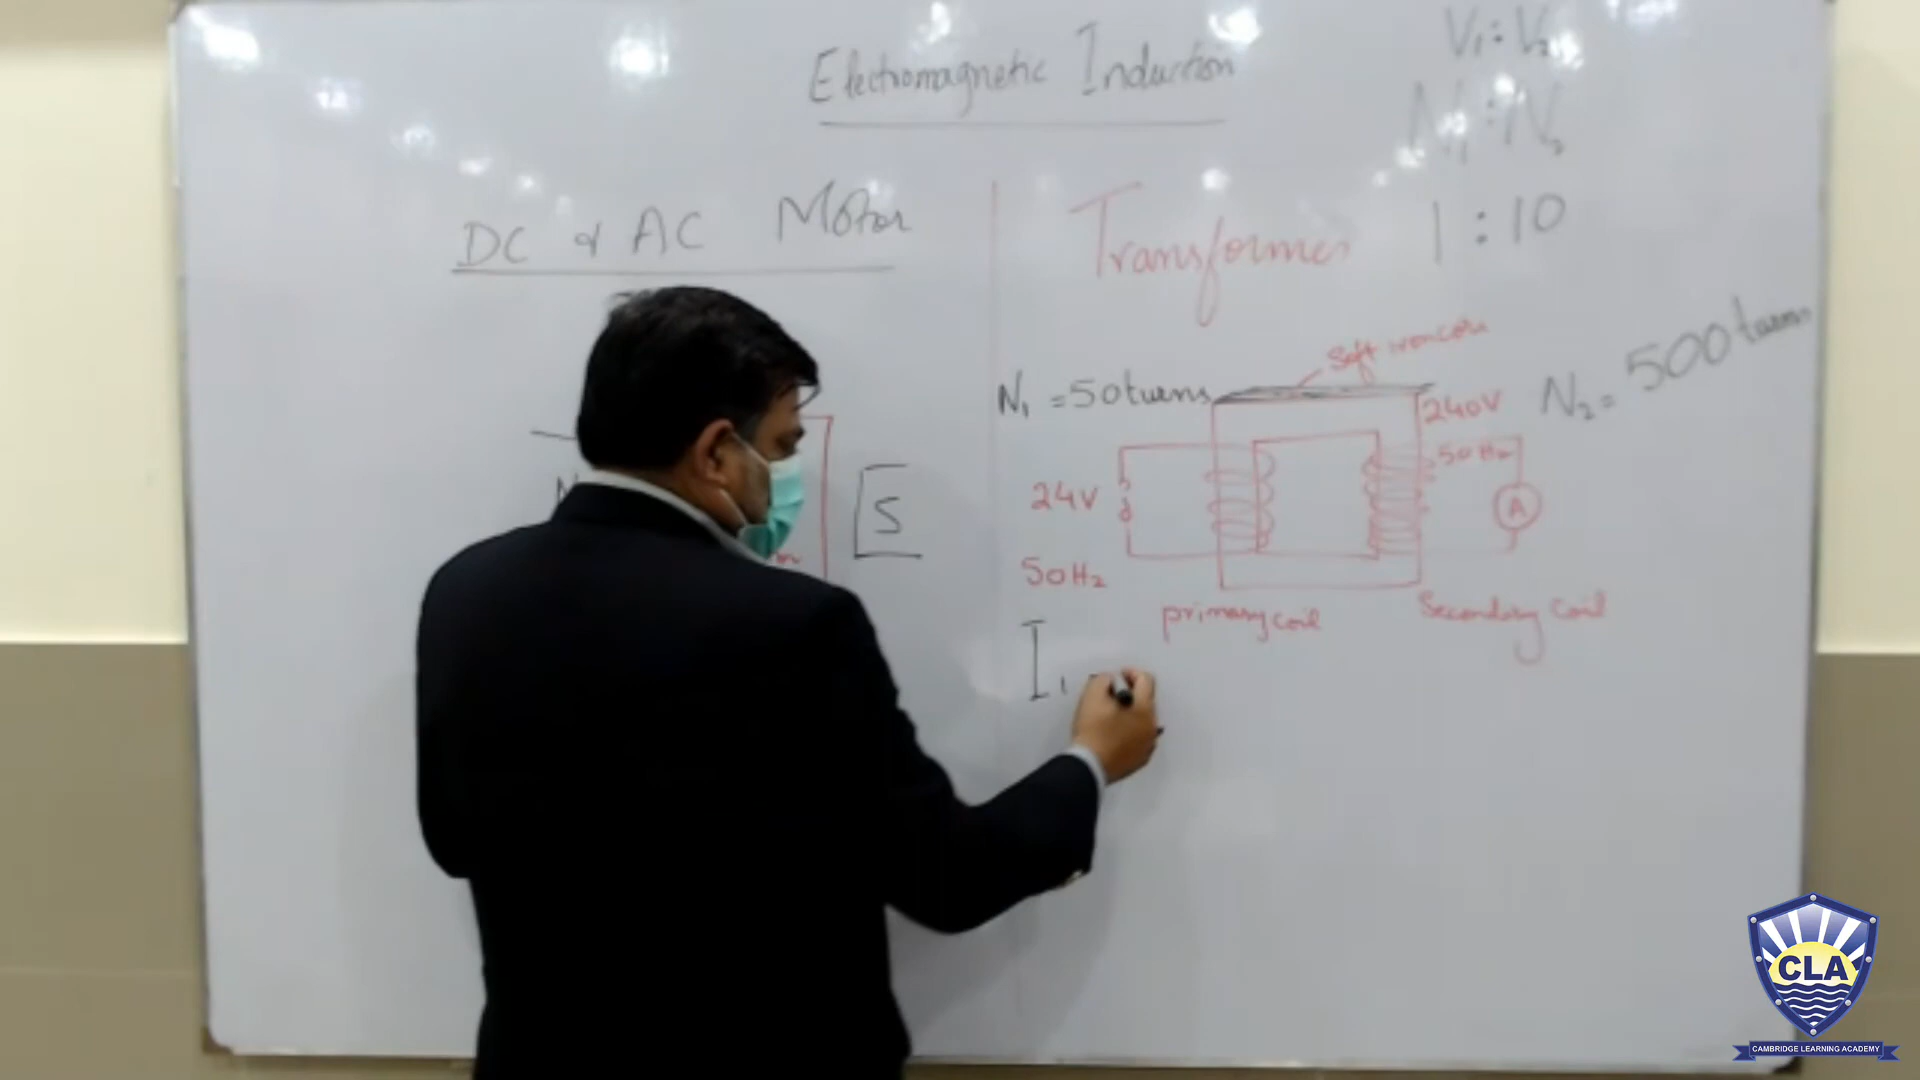 Electromagnetic Induction
V₁ : V₂
N₁ : N₂
1 : 10
DC & AC Motor
Transformer
Soft iron core
N₁ = 50 turns
240V
N₂ = 500 turns
50Hz
24V
A
S
N
50Hz
primary coil
Secondary coil
I₁
CLA
CAMBRIDGE LEARNING ACADEMY